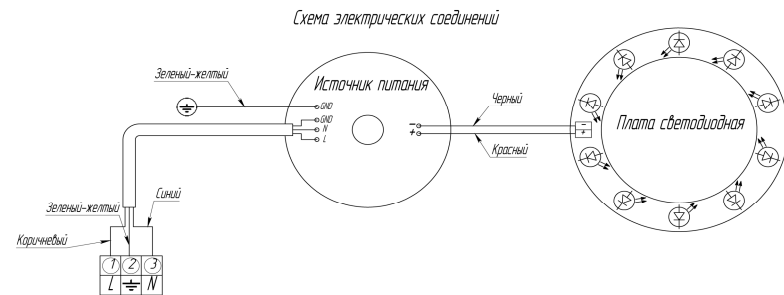 Схема электрических соединений
Зеленый-желтый
Источник питания
GND
GND
N
L
−
+
Черный
Красный
−
+
Плата светодиодная
Синий
Зеленый-желтый
Коричневый
1 2 3
L N